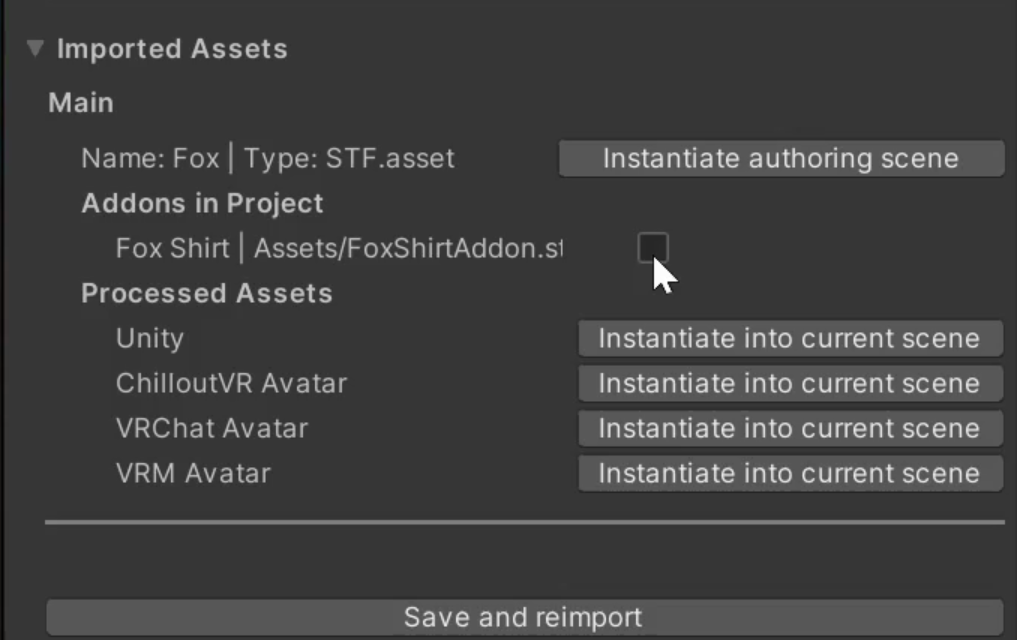 Imported Assets
Main
Name: Fox | Type: STF.asset Instantiate authoring scene
Addons in Project
Fox Shirt | Assets/FoxShirtAddon.st
Processed Assets
Unity Instantiate into current scene
ChilloutVR Avatar Instantiate into current scene
VRChat Avatar Instantiate into current scene
VRM Avatar Instantiate into current scene
Save and reimport